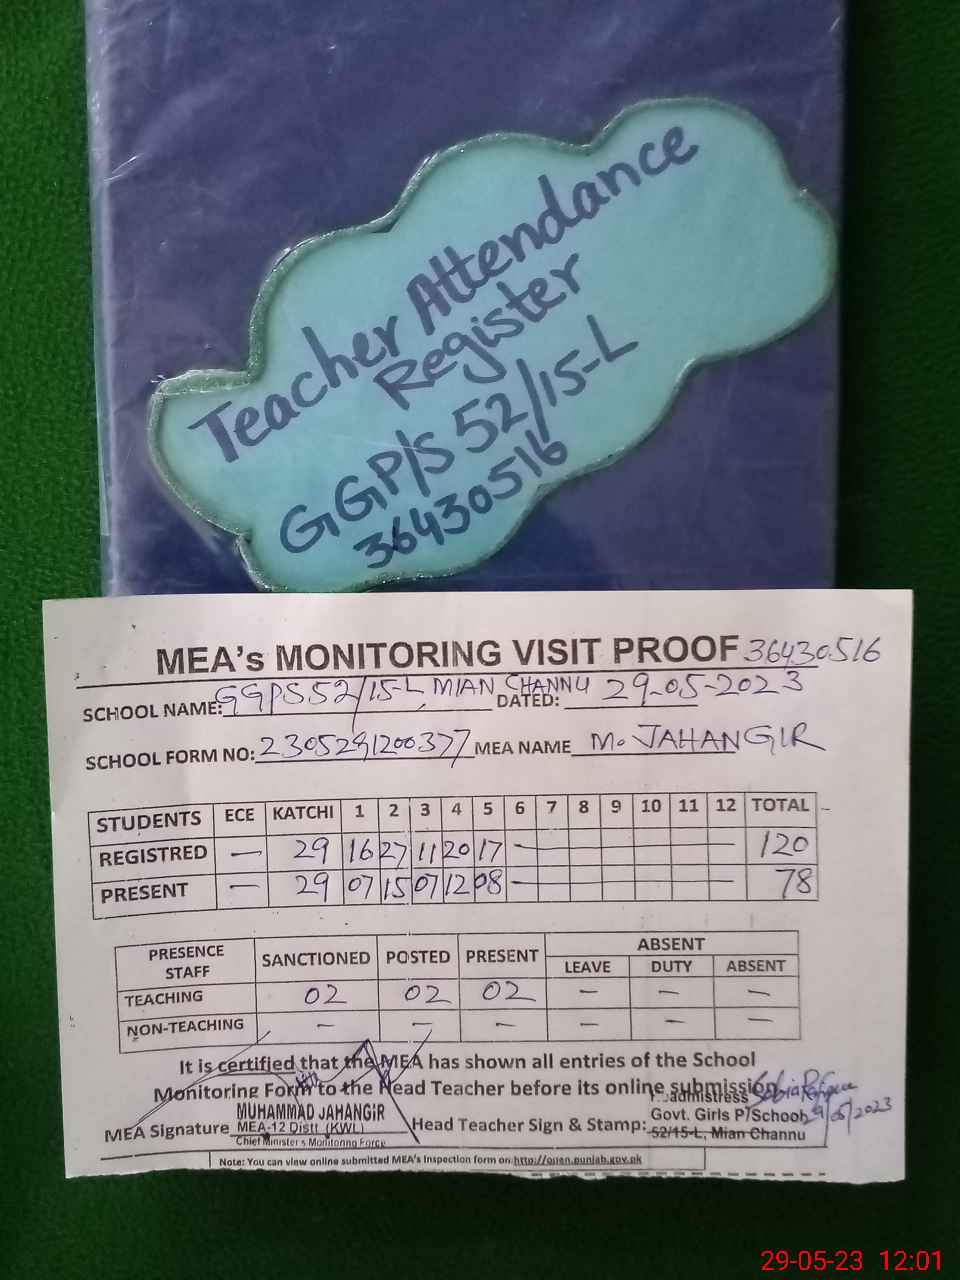 Teacher Attendance
Register
GGP/S 52/15-L
36430516
MEA's MONITORING VISIT PROOF 36430516
SCHOOL NAME: GGPS 52/15-L, MIAN CHANNU DATED: 29-05-2023
SCHOOL FORM NO: 2305291200377 MEA NAME M. JAHANGIR
STUDENTS ECE KATCHI 1 2 3 4 5 6 7 8 9 10 11 12 TOTAL
REGISTRED — 29 16 27 11 20 17 — 120
PRESENT — 29 07 15 07 12 08 — 78
PRESENCE STAFF SANCTIONED POSTED PRESENT ABSENT
LEAVE DUTY ABSENT
TEACHING 02 02 02 — — —
NON-TEACHING — — — — — —
It is certified that the MEA has shown all entries of the School
Monitoring Form to the Head Teacher before its online submission.
MEA Signature MUHAMMAD JAHANGIR
MEA-12 Distt (KWL)
Chief Minister's Monitoring Force
Head Teacher Sign & Stamp:
Govt. Girls P/School
52/15-L, Mian Channu
29/05/2023
Note: You can view online submitted MEA's Inspection form on:http://open.punjab.gov.pk
29-05-23 12:01